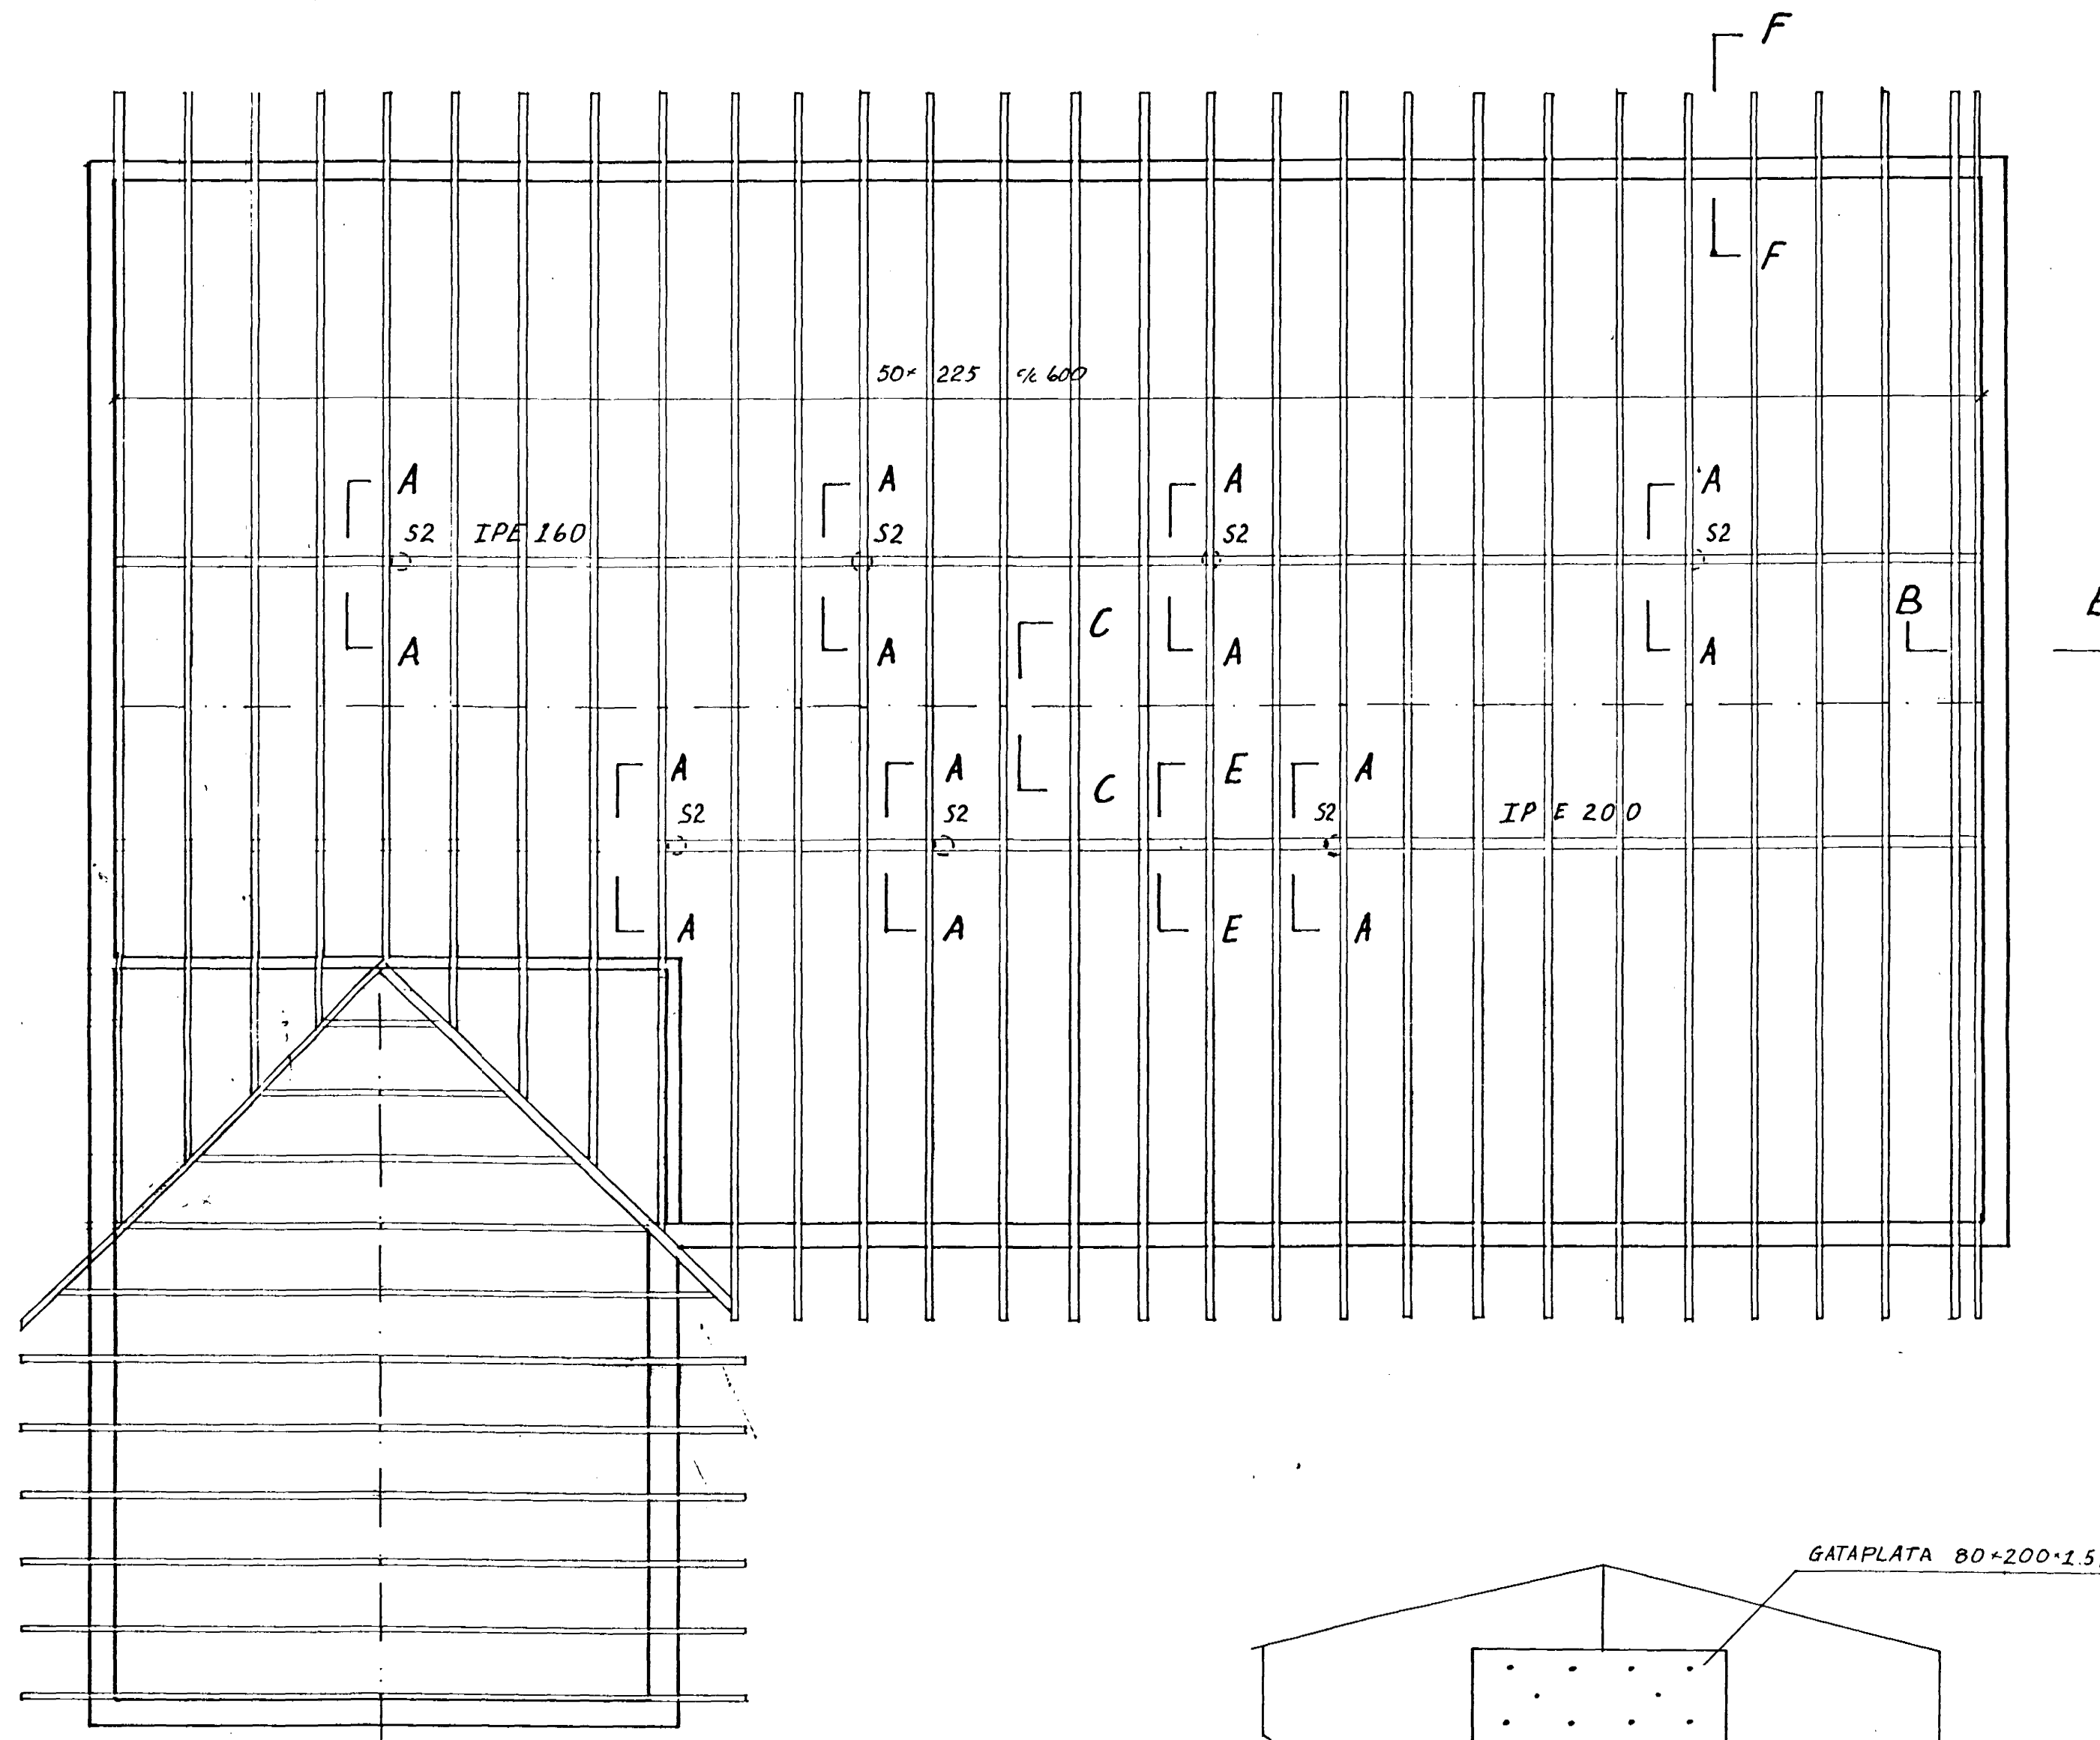 F
F
50× 225 c/c 600
A A A A
S2 IPE 160 S2 S2 S2
B
C
A A A A
A A C E A
S2 S2 S2 IPE 200
A A E A
GATAPLATA 80×200×1.5